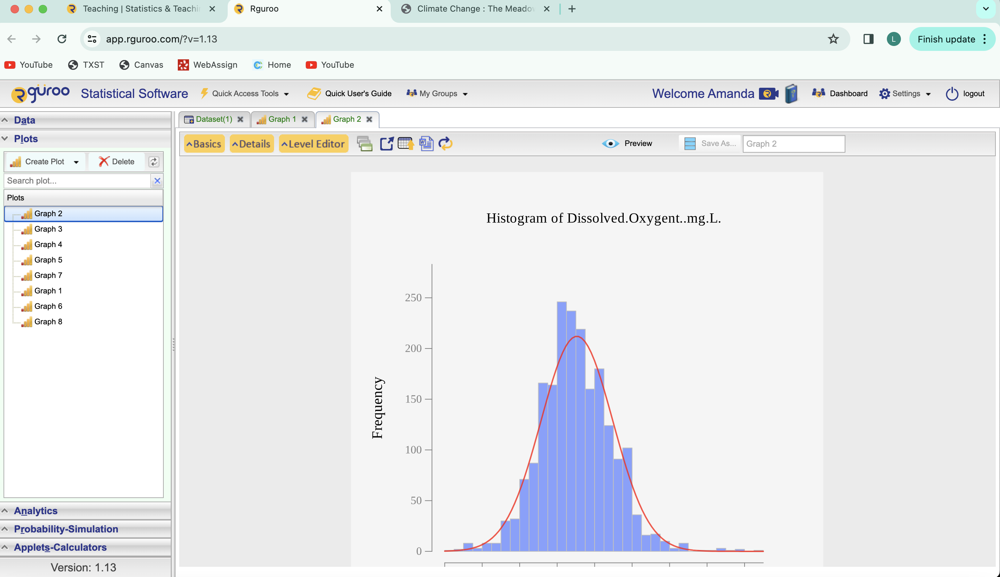 Teaching | Statistics & Teachin
Rguroo
Climate Change : The Meadow
app.rguroo.com/?v=1.13
L
Finish update
YouTube
TXST
Canvas
WebAssign
Home
YouTube
Rguroo
Statistical Software
Quick Access Tools
Quick User's Guide
My Groups
Welcome Amanda
Dashboard
Settings
logout
Data
Dataset(1)
Graph 1
Graph 2
Plots
Basics
Details
Level Editor
Preview
Save As...
Graph 2
Create Plot
Delete
Search plot...
Plots
Graph 2
Graph 3
Graph 4
Graph 5
Graph 7
Graph 1
Graph 6
Graph 8
Histogram of Dissolved.Oxygent..mg.L.
Frequency
250
200
150
100
50
0
Analytics
Probability-Simulation
Applets-Calculators
Version: 1.13